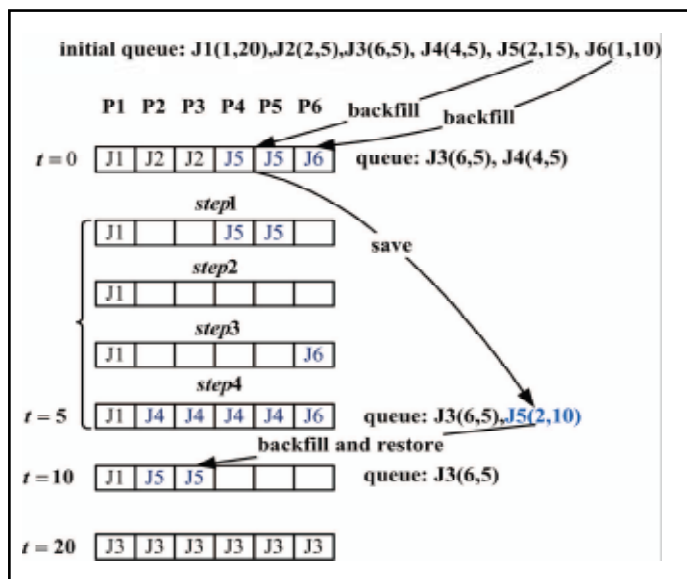 initial queue: J1(1,20),J2(2,5),J3(6,5), J4(4,5), J5(2,15), J6(1,10)
P1 P2 P3 P4 P5 P6
backfill
backfill
t = 0 J1 J2 J2 J5 J5 J6 queue: J3(6,5), J4(4,5)
step1
J1 J5 J5
save
step2
J1
step3
J1 J6
step4
t = 5 J1 J4 J4 J4 J4 J6 queue: J3(6,5),J5(2,10)
backfill and restore
t = 10 J1 J5 J5 queue: J3(6,5)
t = 20 J3 J3 J3 J3 J3 J3